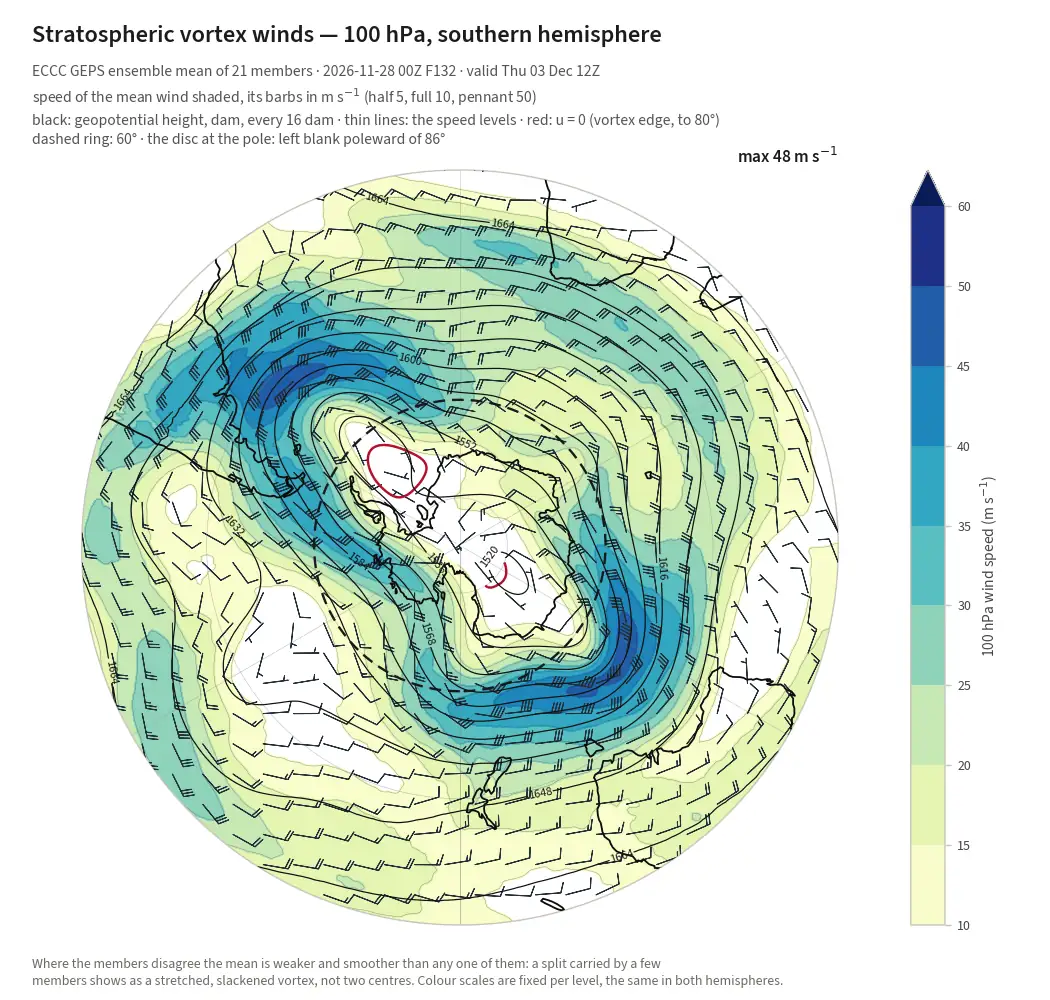 Stratospheric vortex winds — 100 hPa, southern hemisphere
ECCC GEPS ensemble mean of 21 members · 2026-11-28 00Z F132 · valid Thu 03 Dec 12Z
speed of the mean wind shaded, its barbs in m s⁻¹ (half 5, full 10, pennant 50)
black: geopotential height, dam, every 16 dam · thin lines: the speed levels · red: u = 0 (vortex edge, to 80°)
dashed ring: 60° · the disc at the pole: left blank poleward of 86°
max 48 m s⁻¹
1664
1664
1600
1664
1552
1632
1584
1520
1616
1568
1664
1648
1664
60
50
45
40
35
30
25
20
15
10
100 hPa wind speed (m s⁻¹)
Where the members disagree the mean is weaker and smoother than any one of them: a split carried by a few
members shows as a stretched, slackened vortex, not two centres. Colour scales are fixed per level, the same in both hemispheres.